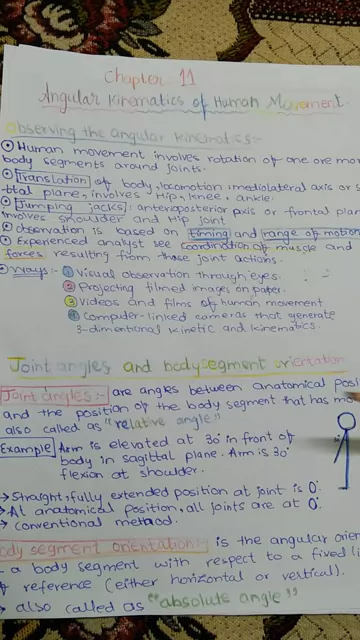 Chapter 11
Angular Kinematics of Human Movement
Observing the angular kinematics :-
Human movement involves rotation of one ore more
body segments around joints.
Translation of body, locomotion, mediolateral axis or
ttal plane, involves Hip, knee, ankle.
Jumping jacks: anterioposterior axis or frontal plan
involves shoulder and Hip joint
Observation is based on timing and range of motion
Experienced analyst see coordination of muscle and
forces resulting from those joint actions.
Ways :- 1 Visual observation through eyes.
2 Projecting filmed images on paper.
3 Videos and films of human movement
4 Computer-linked cameras that generate
3-dimentional kinetic and kinematics.
Joint angles and body segment orientation
Joint angles :- are angles between anatomical posi
and the position of the body segment that has mo
also called as "relative angle"
Example Arm is elevated at 30° in front of
body in sagittal plane. Arm is 30°
flexion at shoulder.
→ Straight, fully extended position at joint is 0°.
→ At anatomical position, all joints are at 0°.
→ conventional method.
ody segment orientation :- is the angular orien
a body segment with respect to a fixed li
reference (either horizontal or vertical).
→ also called as "absolute angle"